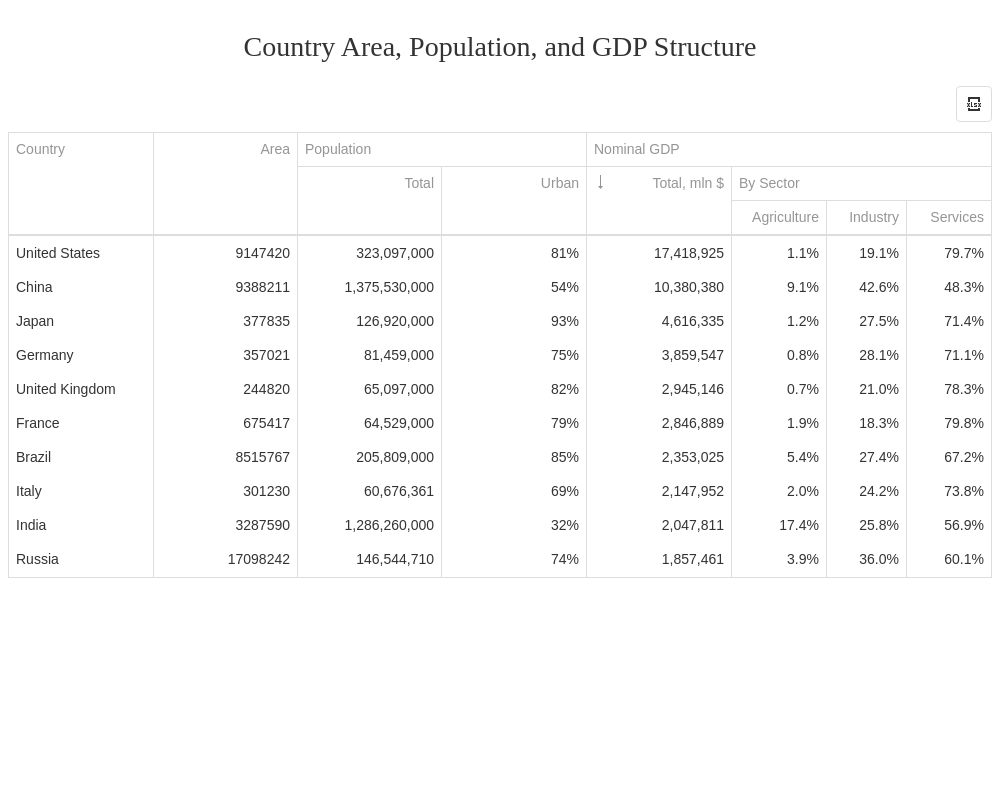 Country Area, Population, and GDP Structure
XLSX
Country Area Population Nominal GDP
Total Urban Total, mln $ By Sector
Agriculture Industry Services
United States 9147420 323,097,000 81% 17,418,925 1.1% 19.1% 79.7%
China 9388211 1,375,530,000 54% 10,380,380 9.1% 42.6% 48.3%
Japan 377835 126,920,000 93% 4,616,335 1.2% 27.5% 71.4%
Germany 357021 81,459,000 75% 3,859,547 0.8% 28.1% 71.1%
United Kingdom 244820 65,097,000 82% 2,945,146 0.7% 21.0% 78.3%
France 675417 64,529,000 79% 2,846,889 1.9% 18.3% 79.8%
Brazil 8515767 205,809,000 85% 2,353,025 5.4% 27.4% 67.2%
Italy 301230 60,676,361 69% 2,147,952 2.0% 24.2% 73.8%
India 3287590 1,286,260,000 32% 2,047,811 17.4% 25.8% 56.9%
Russia 17098242 146,544,710 74% 1,857,461 3.9% 36.0% 60.1%